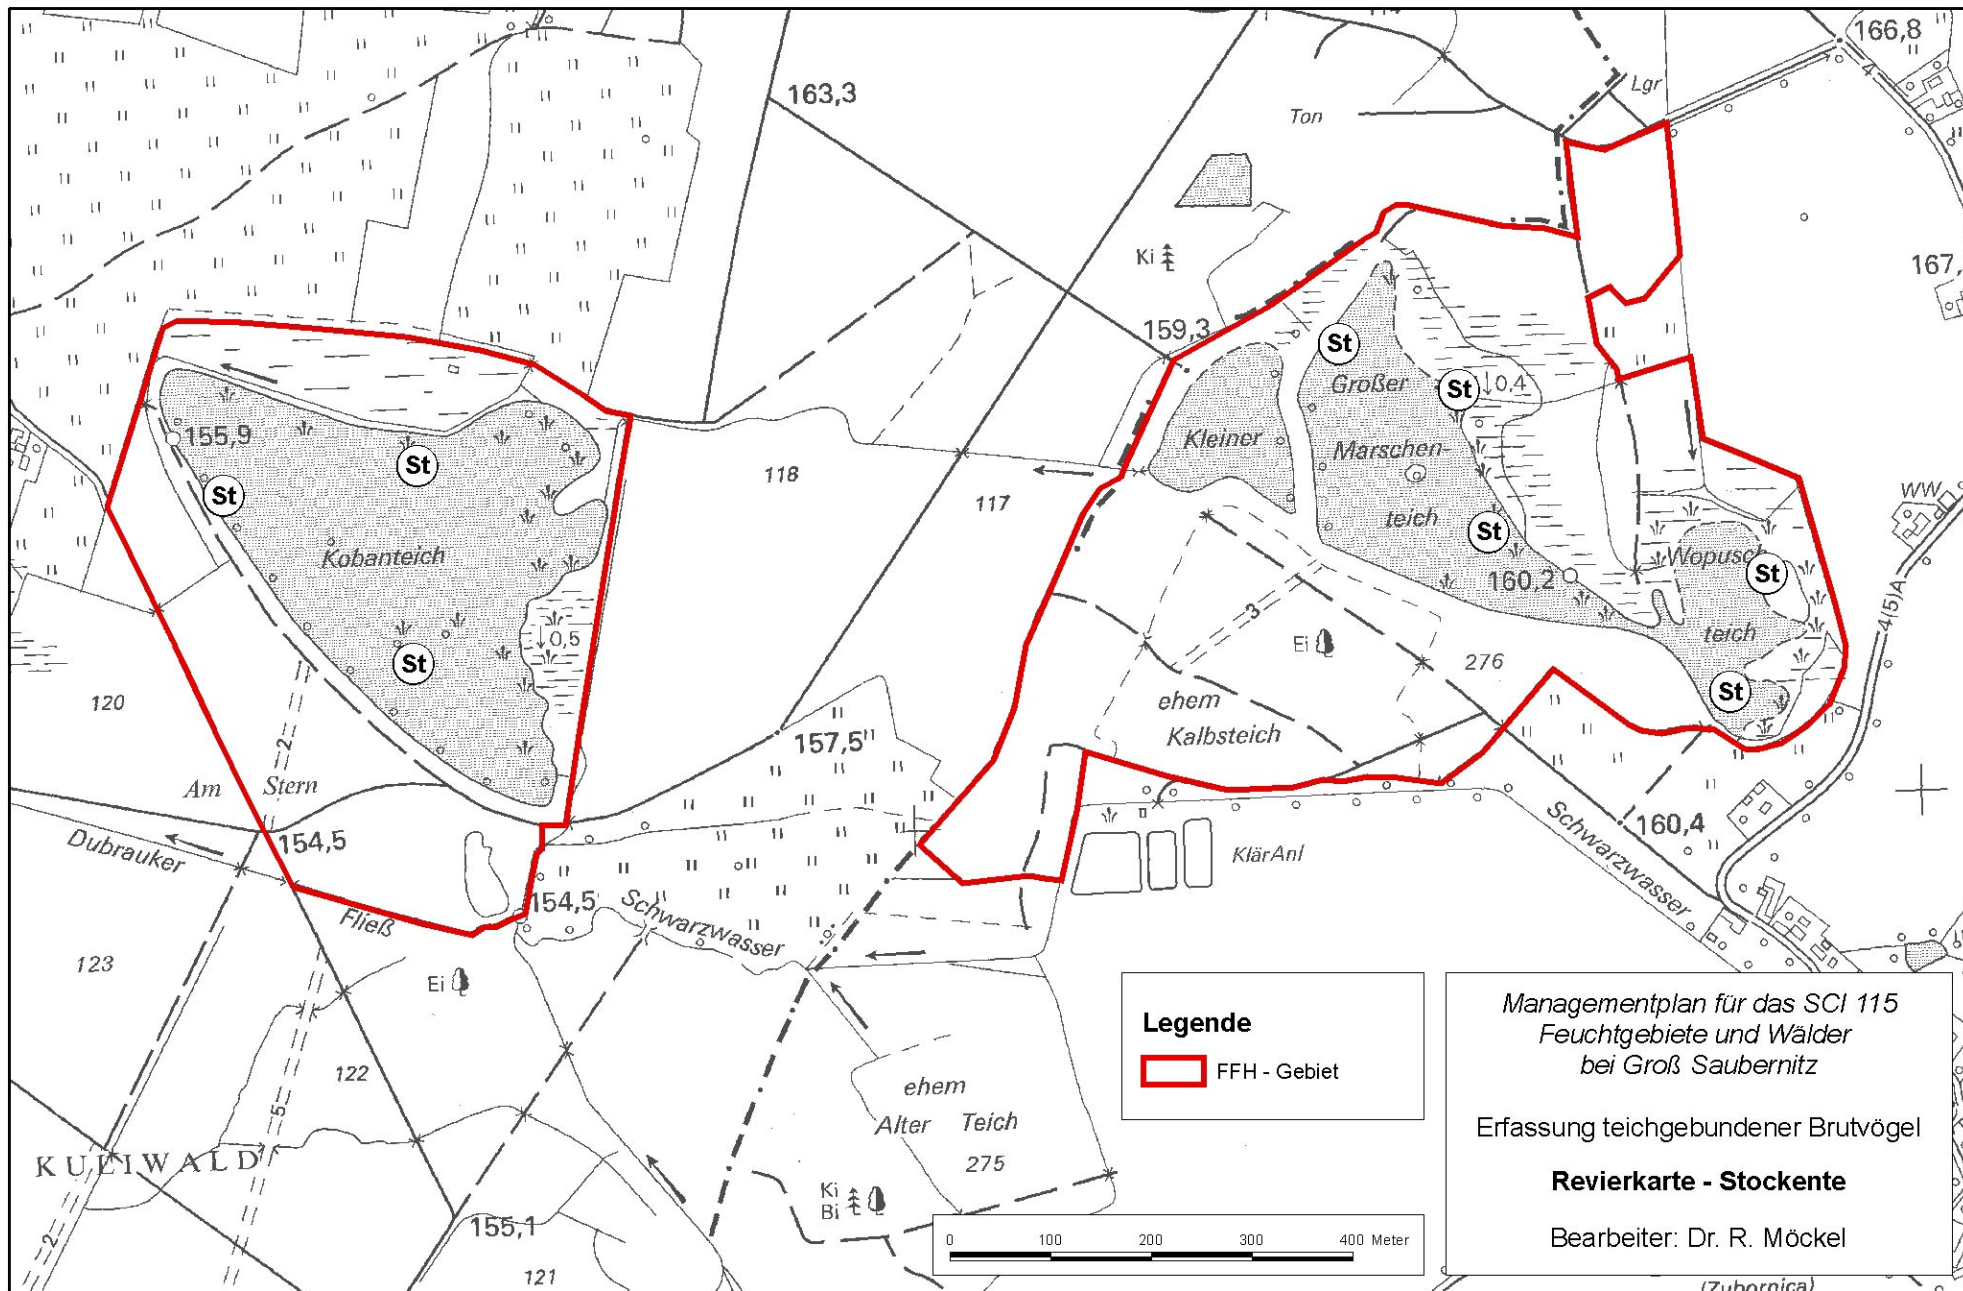 166,8
4
163,3
Lgr
Ton
167,
Ki
159,3
St
Großer
St
0,4
155,9
St
118
Kleiner
Marschen-
St
117
WW
teich
St
Kobanteich
160,2
Wopusch
St
0,5
3
Ei
4(5)A
teich
St
276
St
120
ehem
157,5
Kalbsteich
2
Am Stern
154,5
Dubrauker
160,4
KlärAnl
Schwarzwasser
154,5
Fließ
Schwarzwasser
123
Ei
122
ehem
Alter Teich
5
275
KULIWALD
Ki
Bi
155,1
2
121
Legende
FFH - Gebiet
0 100 200 300 400 Meter
Managementplan für das SCI 115
Feuchtgebiete und Wälder
bei Groß Saubernitz
Erfassung teichgebundener Brutvögel
Revierkarte - Stockente
Bearbeiter: Dr. R. Möckel
(Zubornica)